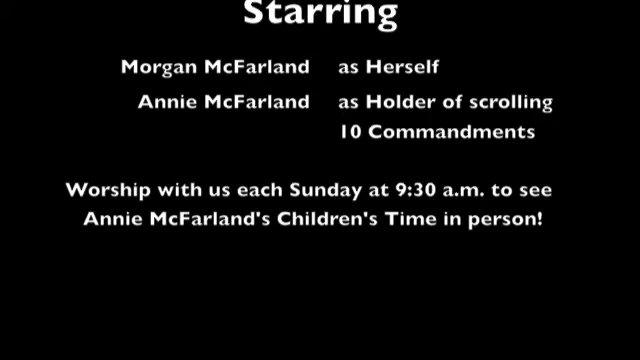 Starring
Morgan McFarland as Herself
Annie McFarland as Holder of scrolling
10 Commandments
Worship with us each Sunday at 9:30 a.m. to see
Annie McFarland's Children's Time in person!